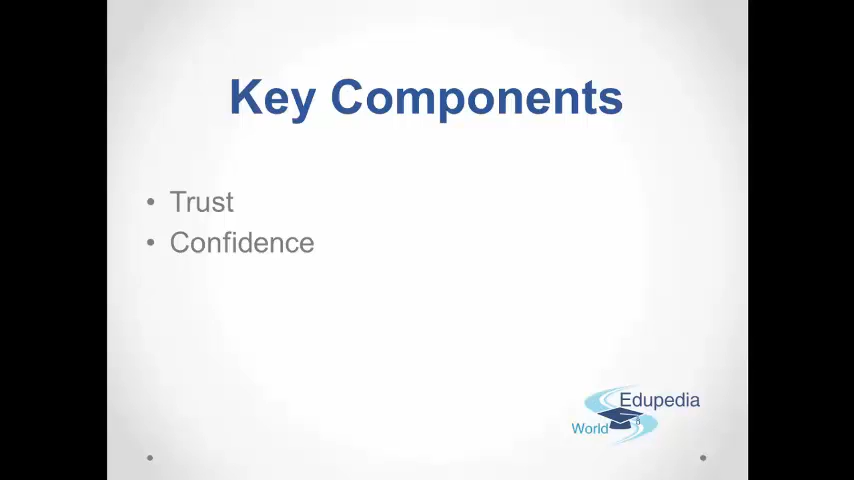 Key Components
• Trust
• Confidence
Edupedia
World